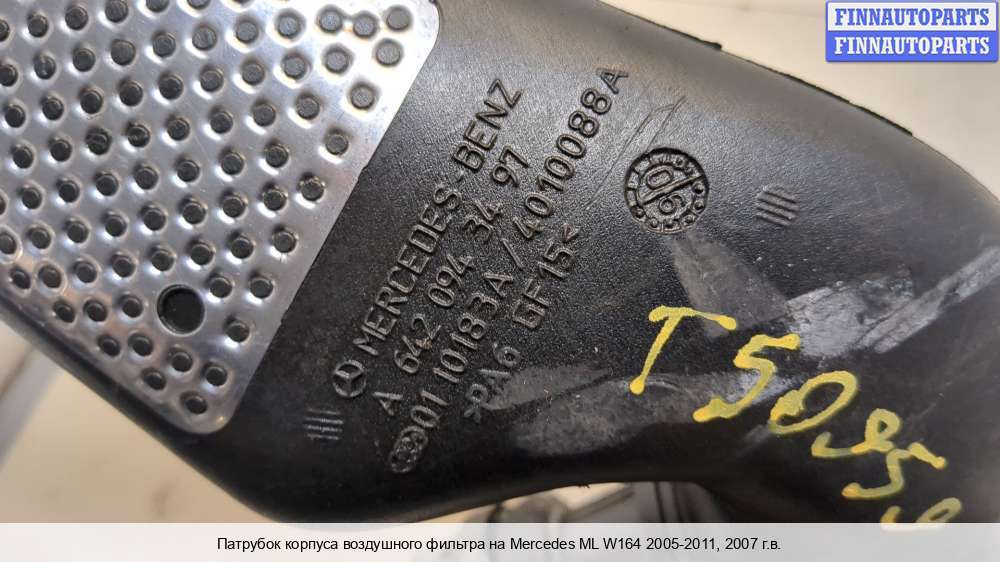 FINNAUTOPARTS
FINNAUTOPARTS
MERCEDES-BENZ
A 642 094 34 97
01 10183A/4010088A
>PA6 GF15<
06
T5095
Патрубок корпуса воздушного фильтра на Mercedes ML W164 2005-2011, 2007 г.в.